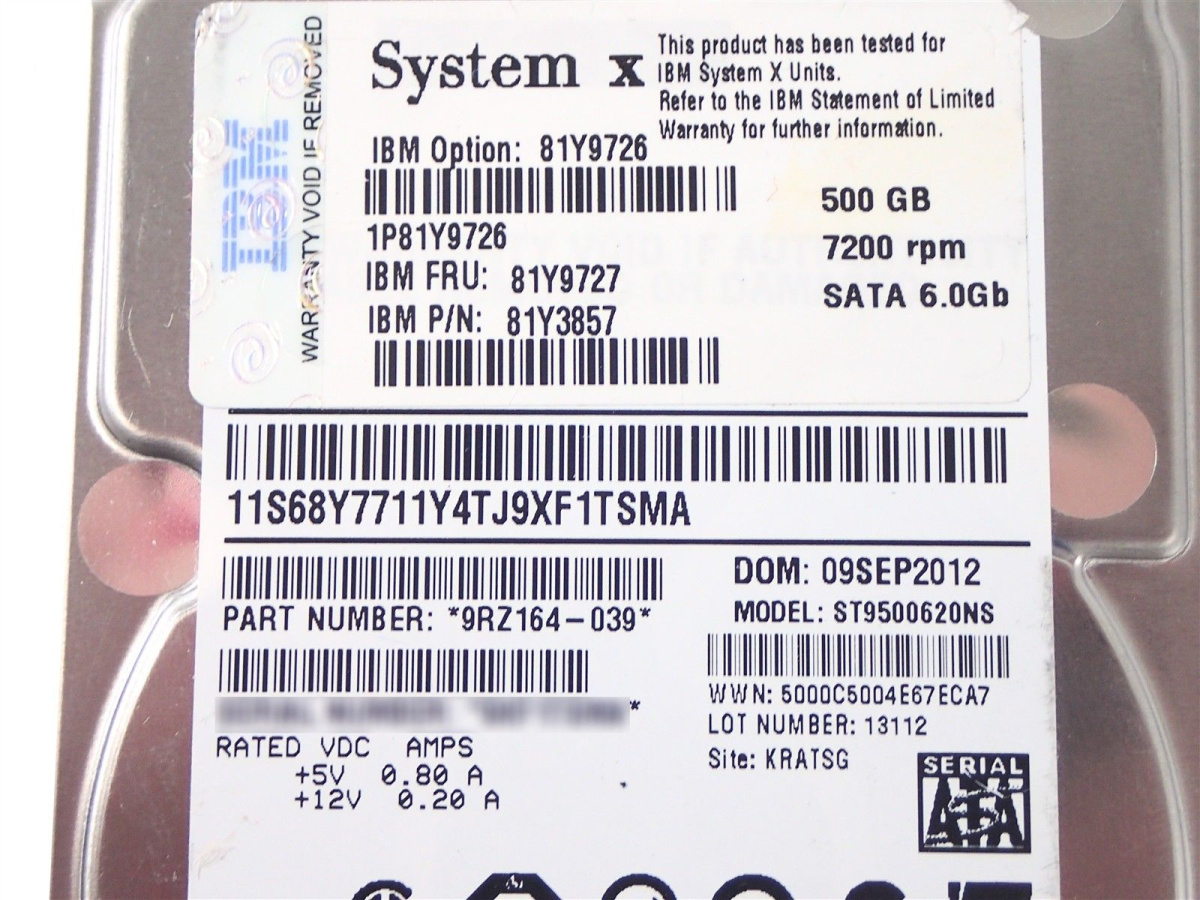 System x
This product has been tested for
IBM System X Units.
Refer to the IBM Statement of Limited
Warranty for further information.
IBM
WARRANTY VOID IF REMOVED
IBM Option: 81Y9726
1P81Y9726
IBM FRU: 81Y9727
IBM P/N: 81Y3857
500 GB
7200 rpm
SATA 6.0Gb
11S68Y7711Y4TJ9XF1TSMA
PART NUMBER: *9RZ164-039*
*
RATED VDC AMPS
+5V 0.80 A
+12V 0.20 A
DOM: 09SEP2012
MODEL: ST9500620NS
WWN: 5000C5004E67ECA7
LOT NUMBER: 13112
Site: KRATSG
SERIAL
ATA